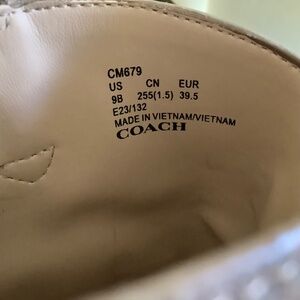 CM679
US CN EUR
9B 255(1.5) 39.5
E23/132
MADE IN VIETNAM/VIETNAM
COACH